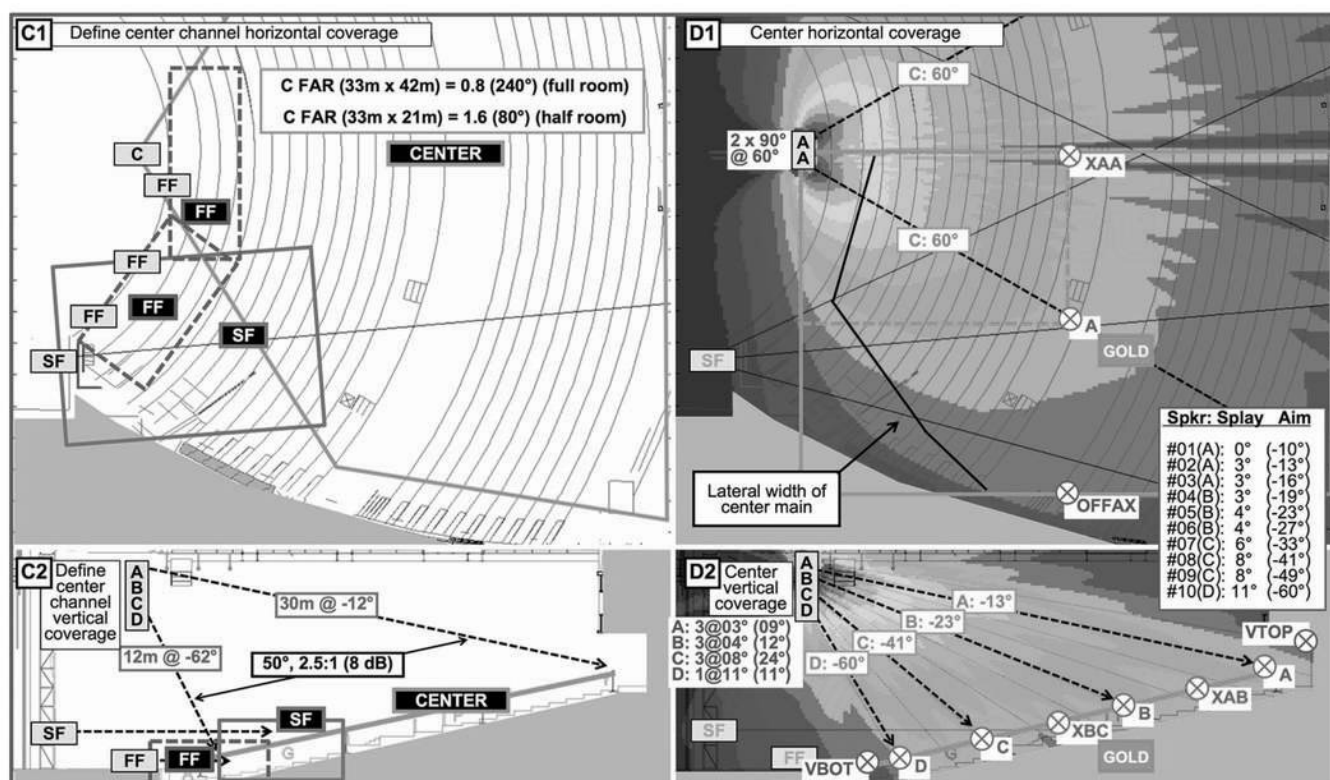 C1
Define center channel horizontal coverage
C FAR (33m x 42m) = 0.8 (240°) (full room)
C FAR (33m x 21m) = 1.6 (80°) (half room)
C
CENTER
FF
FF
FF
FF
FF
SF
SF
D1
Center horizontal coverage
C: 60°
2 x 90°
@ 60°
A
A
XAA
C: 60°
A
GOLD
SF
Lateral width of
center main
OFFAX
Spkr: Splay Aim
#01(A): 0° (-10°)
#02(A): 3° (-13°)
#03(A): 3° (-16°)
#04(B): 3° (-19°)
#05(B): 4° (-23°)
#06(B): 4° (-27°)
#07(C): 6° (-33°)
#08(C): 8° (-41°)
#09(C): 8° (-49°)
#10(D): 11° (-60°)
C2
Define
center
channel
vertical
coverage
A
B
C
D
30m @ -12°
12m @ -62°
50°, 2.5:1 (8 dB)
CENTER
SF
SF
FF
FF
G
D2
Center
vertical
coverage
A
B
C
D
A: 3@03° (09°)
B: 3@04° (12°)
C: 3@08° (24°)
D: 1@11° (11°)
A: -13°
B: -23°
C: -41°
D: -60°
VTOP
A
XAB
B
XBC
C
GOLD
SF
FF
G
VBOT
D